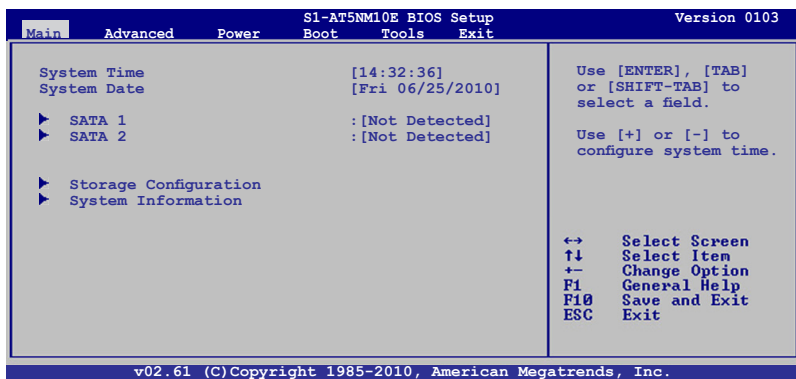 S1-AT5NM10E BIOS Setup Version 0103
Main Advanced Power Boot Tools Exit
System Time [14:32:36]
System Date [Fri 06/25/2010]
SATA 1 :[Not Detected]
SATA 2 :[Not Detected]
Storage Configuration
System Information
Use [ENTER], [TAB]
or [SHIFT-TAB] to
select a field.
Use [+] or [-] to
configure system time.
←→ Select Screen
↑↓ Select Item
+- Change Option
F1 General Help
F10 Save and Exit
ESC Exit
v02.61 (C)Copyright 1985-2010, American Megatrends, Inc.